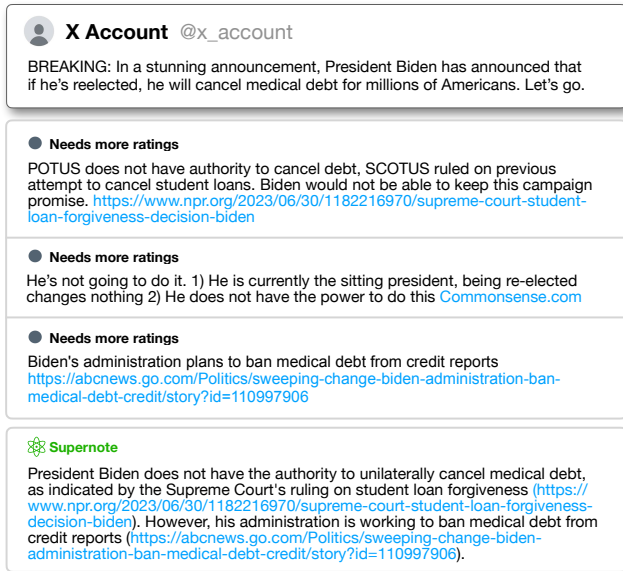 X Account @x_account
BREAKING: In a stunning announcement, President Biden has announced that
if he's reelected, he will cancel medical debt for millions of Americans. Let's go.
Needs more ratings
POTUS does not have authority to cancel debt, SCOTUS ruled on previous
attempt to cancel student loans. Biden would not be able to keep this campaign
promise. https://www.npr.org/2023/06/30/1182216970/supreme-court-student-
loan-forgiveness-decision-biden
Needs more ratings
He's not going to do it. 1) He is currently the sitting president, being re-elected
changes nothing 2) He does not have the power to do this Commonsense.com
Needs more ratings
Biden's administration plans to ban medical debt from credit reports
https://abcnews.go.com/Politics/sweeping-change-biden-administration-ban-
medical-debt-credit/story?id=110997906
Supernote
President Biden does not have the authority to unilaterally cancel medical debt,
as indicated by the Supreme Court's ruling on student loan forgiveness (https://
www.npr.org/2023/06/30/1182216970/supreme-court-student-loan-forgiveness-
decision-biden). However, his administration is working to ban medical debt from
credit reports (https://abcnews.go.com/Politics/sweeping-change-biden-
administration-ban-medical-debt-credit/story?id=110997906).